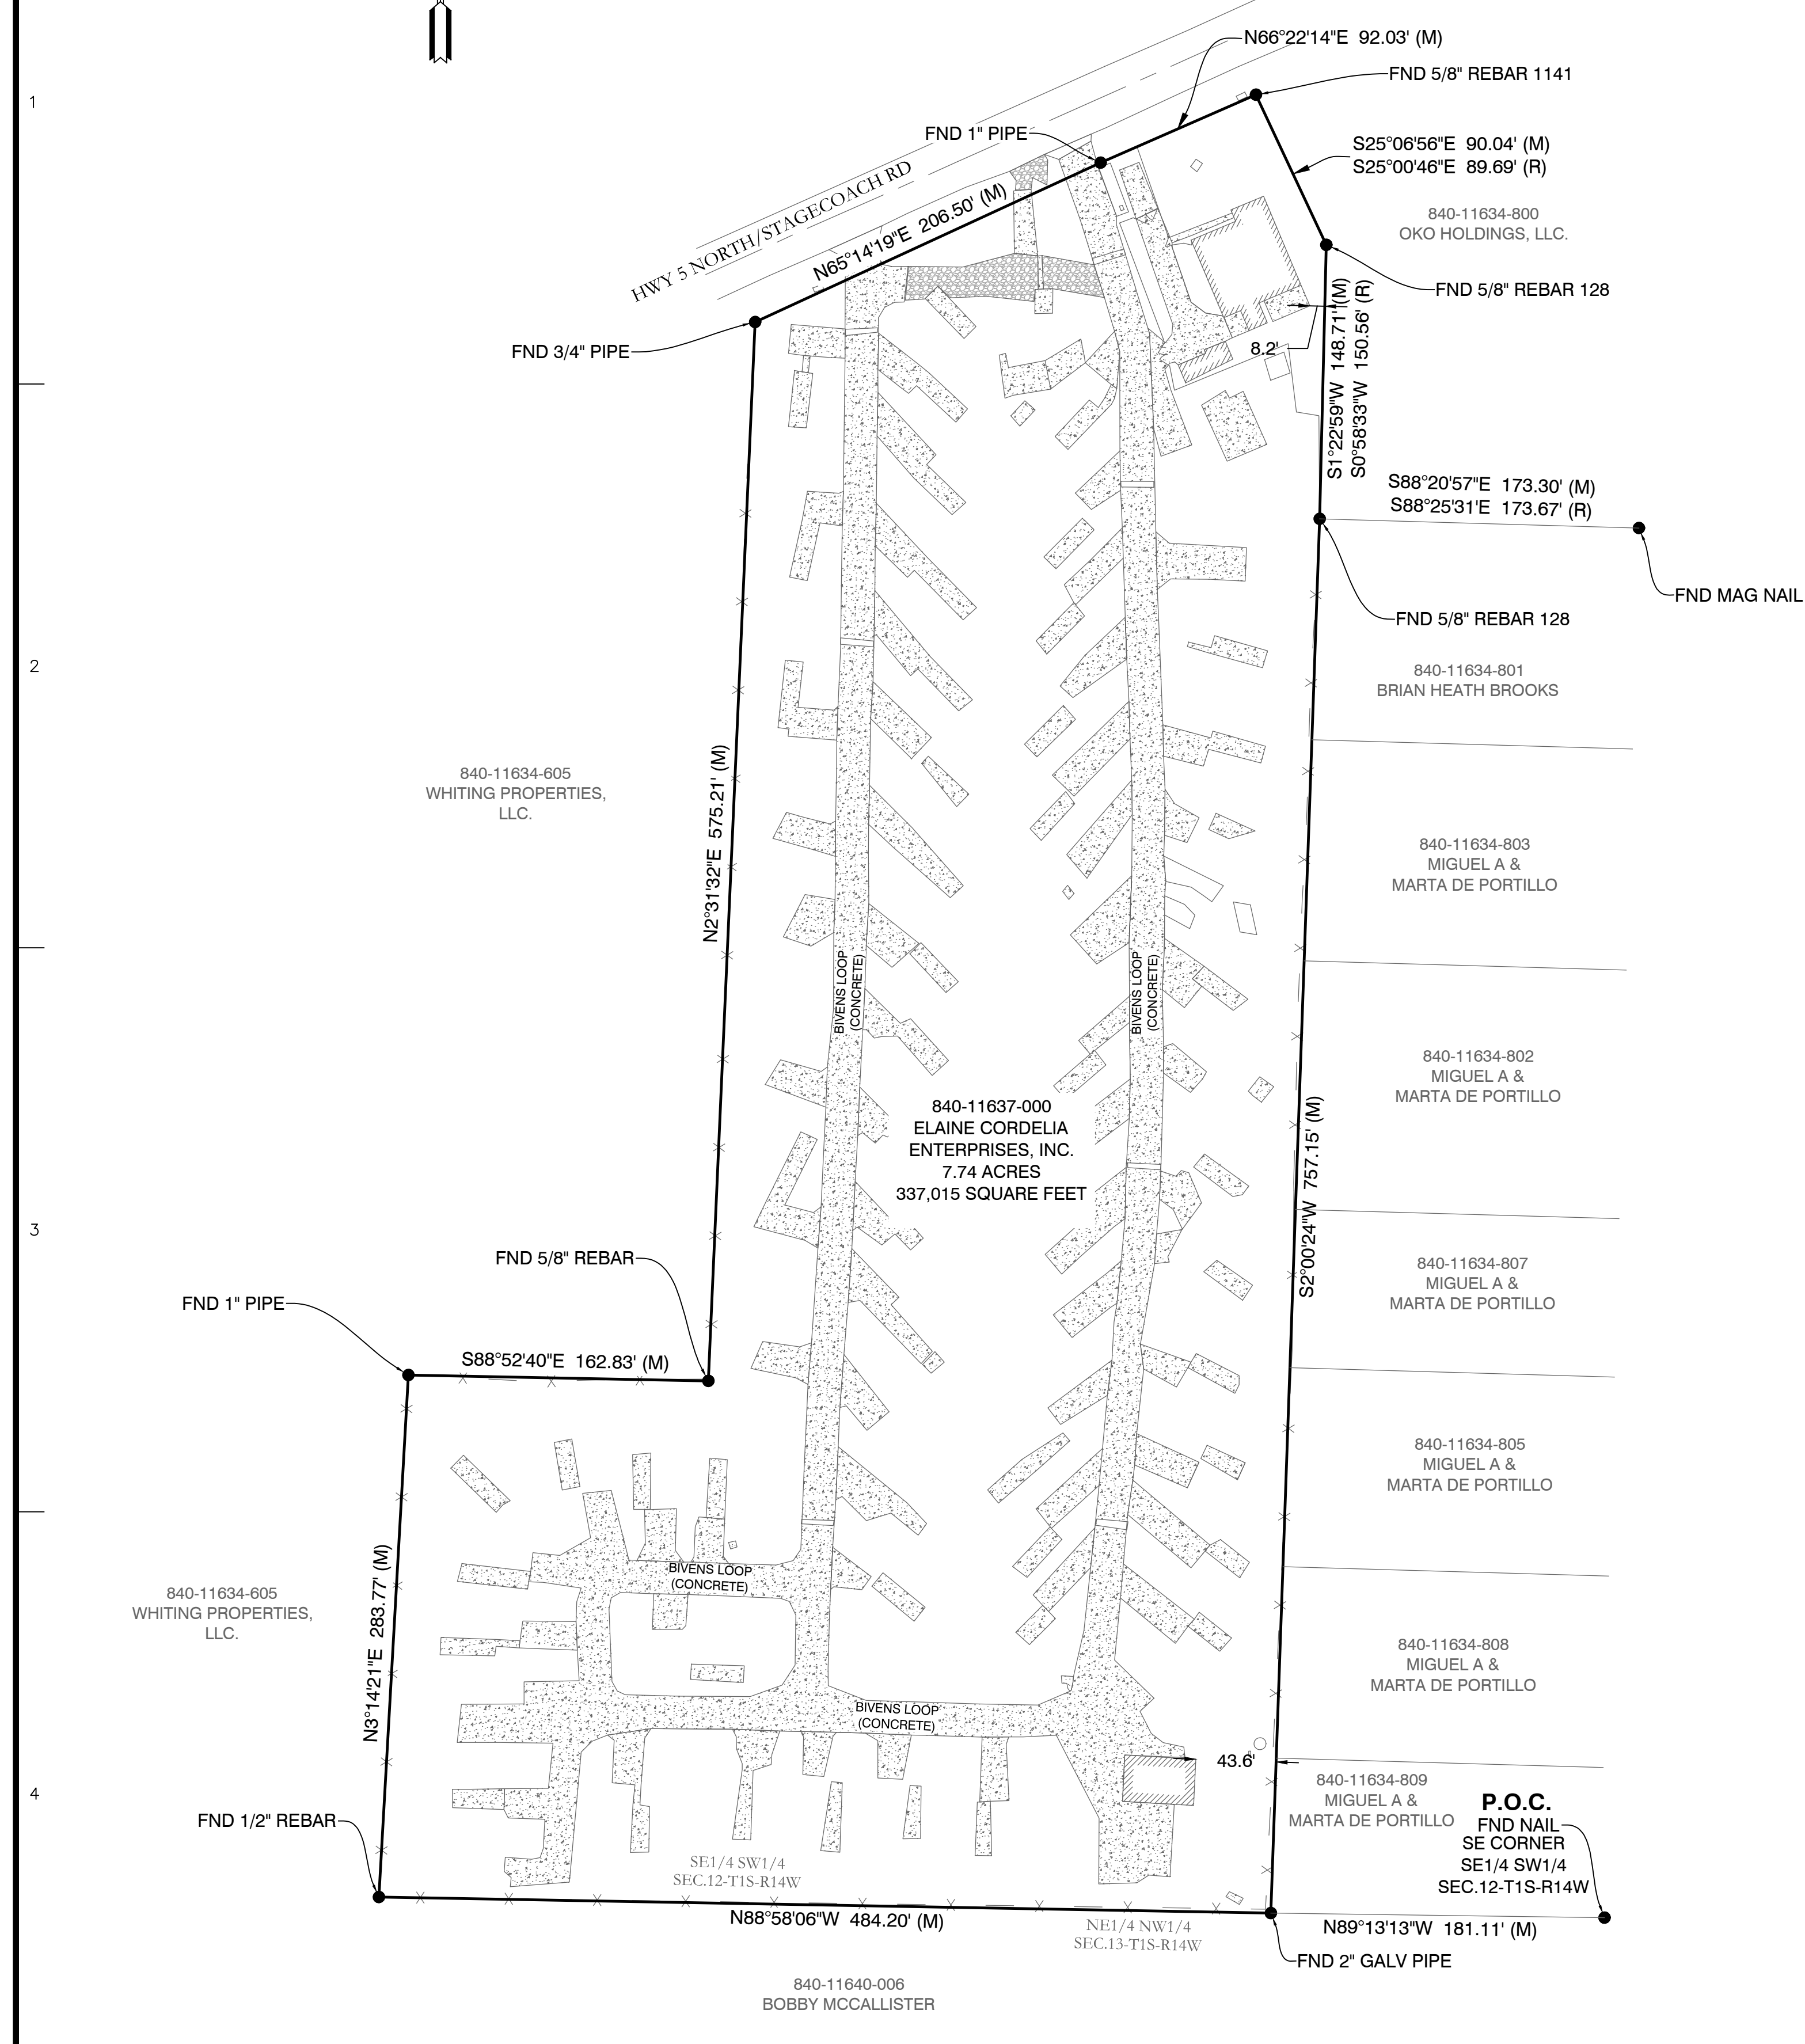 1
N66°22'14"E 92.03' (M)
FND 5/8" REBAR 1141
FND 1" PIPE
S25°06'56"E 90.04' (M)
S25°00'46"E 89.69' (R)
HWY 5 NORTH/STAGECOACH RD
N65°14'19"E 206.50' (M)
840-11634-800
OKO HOLDINGS, LLC.
FND 5/8" REBAR 128
FND 3/4" PIPE
8.2'
S1°22'59"W 148.71' (M)
S0°58'33"W 150.56' (R)
S88°20'57"E 173.30' (M)
S88°25'31"E 173.67' (R)
FND MAG NAIL
FND 5/8" REBAR 128
2
840-11634-801
BRIAN HEATH BROOKS
840-11634-605
WHITING PROPERTIES,
LLC.
N2°31'32"E 575.21' (M)
840-11634-803
MIGUEL A &
MARTA DE PORTILLO
BIVENS LOOP
(CONCRETE)
BIVENS LOOP
(CONCRETE)
840-11634-802
MIGUEL A &
MARTA DE PORTILLO
840-11637-000
ELAINE CORDELIA
ENTERPRISES, INC.
7.74 ACRES
337,015 SQUARE FEET
S2°00'24"W 757.15' (M)
3
FND 5/8" REBAR
840-11634-807
MIGUEL A &
MARTA DE PORTILLO
FND 1" PIPE
S88°52'40"E 162.83' (M)
840-11634-805
MIGUEL A &
MARTA DE PORTILLO
BIVENS LOOP
(CONCRETE)
840-11634-605
WHITING PROPERTIES,
LLC.
N3°14'21"E 283.77' (M)
840-11634-808
MIGUEL A &
MARTA DE PORTILLO
BIVENS LOOP
(CONCRETE)
43.6'
4
840-11634-809
MIGUEL A &
MARTA DE PORTILLO
P.O.C.
FND NAIL
SE CORNER
SE1/4 SW1/4
SEC.12-T1S-R14W
FND 1/2" REBAR
SE1/4 SW1/4
SEC.12-T1S-R14W
N88°58'06"W 484.20' (M)
NE1/4 NW1/4
SEC.13-T1S-R14W
N89°13'13"W 181.11' (M)
FND 2" GALV PIPE
840-11640-006
BOBBY MCCALLISTER